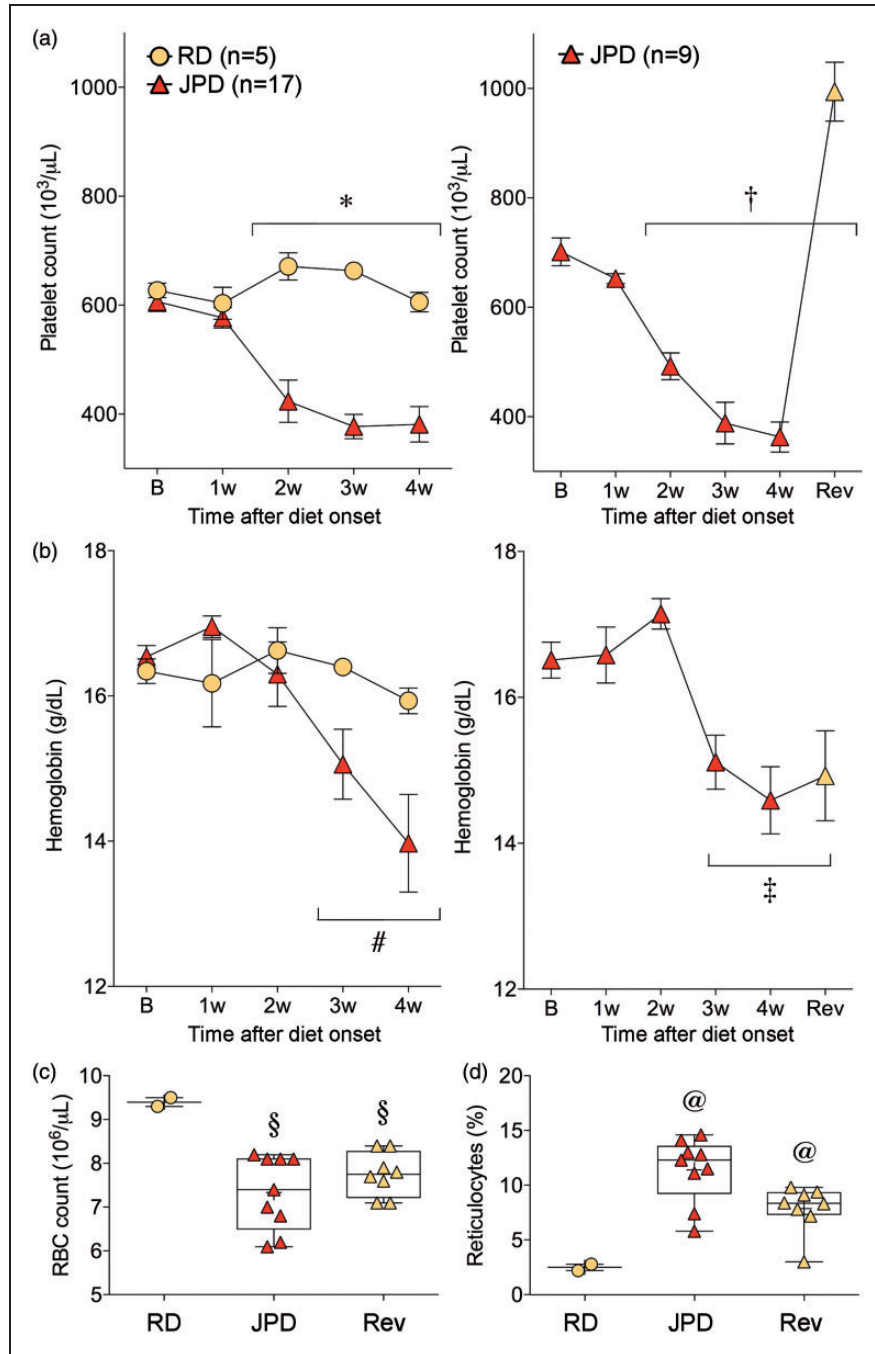 (a)
RD (n=5)
JPD (n=17)
Platelet count (10³/μL)
1000
800
600
400
*
B 1w 2w 3w 4w
Time after diet onset
JPD (n=9)
Platelet count (10³/μL)
1000
800
600
400
†
B 1w 2w 3w 4w Rev
Time after diet onset
(b)
Hemoglobin (g/dL)
18
16
14
12
#
B 1w 2w 3w 4w
Time after diet onset
Hemoglobin (g/dL)
18
16
14
12
‡
B 1w 2w 3w 4w Rev
Time after diet onset
(c)
RBC count (10⁶/μL)
10
9
8
7
6
5
§
§
RD JPD Rev
(d)
Reticulocytes (%)
20
15
10
5
0
@
@
RD JPD Rev